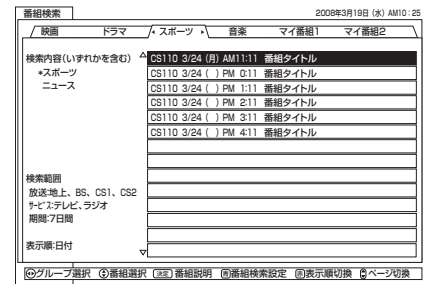 番組検索 2008年3月19日 (水) AM10:25
映画 ドラマ スポーツ 音楽 マイ番組1 マイ番組2
検索内容(いずれかを含む)
*スポーツ
ニュース
CS110 3/24 (月) AM11:11 番組タイトル
CS110 3/24 ( ) PM 0:11 番組タイトル
CS110 3/24 ( ) PM 1:11 番組タイトル
CS110 3/24 ( ) PM 2:11 番組タイトル
CS110 3/24 ( ) PM 3:11 番組タイトル
CS110 3/24 ( ) PM 4:11 番組タイトル
検索範囲
放送:地上、BS、CS1、CS2
サービス:テレビ、ラジオ
期間:7日間
表示順:日付
グループ選択 番組選択 決定 番組説明 青 番組検索設定 赤 表示順切換 ページ切換